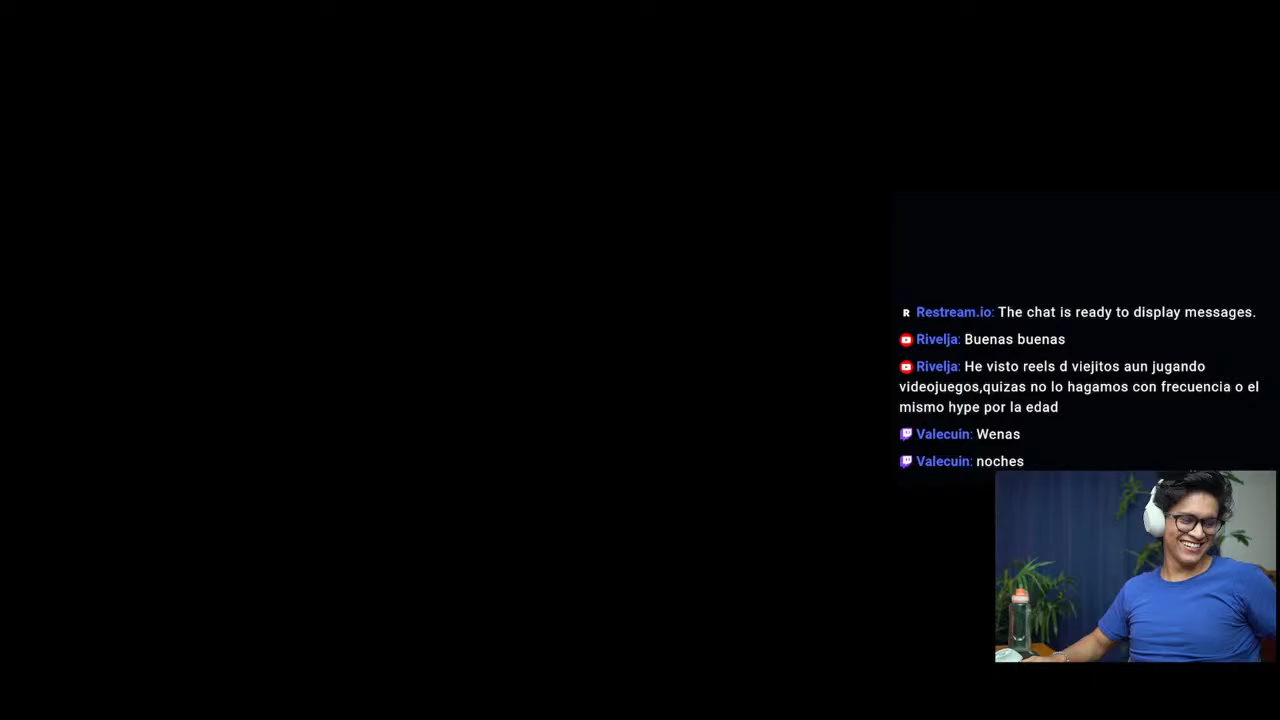 R Restream.io: The chat is ready to display messages.
Rivelja: Buenas buenas
Rivelja: He visto reels d viejitos aun jugando
videojuegos,quizas no lo hagamos con frecuencia o el
mismo hype por la edad
Valecuin: Wenas
Valecuin: noches